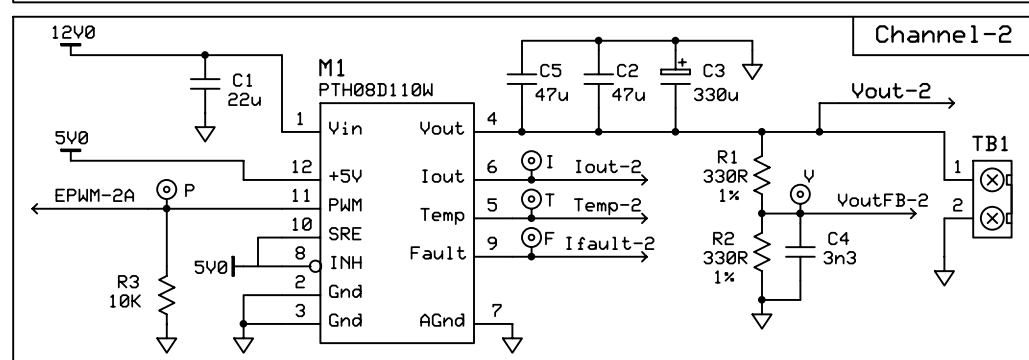 Channel-2
12V0
C1
22u
M1
PTH08D110W
C5
47u
C2
47u
+
C3
330u
Vout-2
1
Vin
Vout
4
5V0
12
+5V
Iout
6
I
Iout-2
EPWM-2A
P
11
PWM
Temp
5
T
Temp-2
10
SRE
Fault
9
F
Ifault-2
5V0
8
INH
2
Gnd
3
Gnd
AGnd
7
R3
10K
R1
330R
1%
V
VoutFB-2
R2
330R
1%
C4
3n3
TB1
1
2